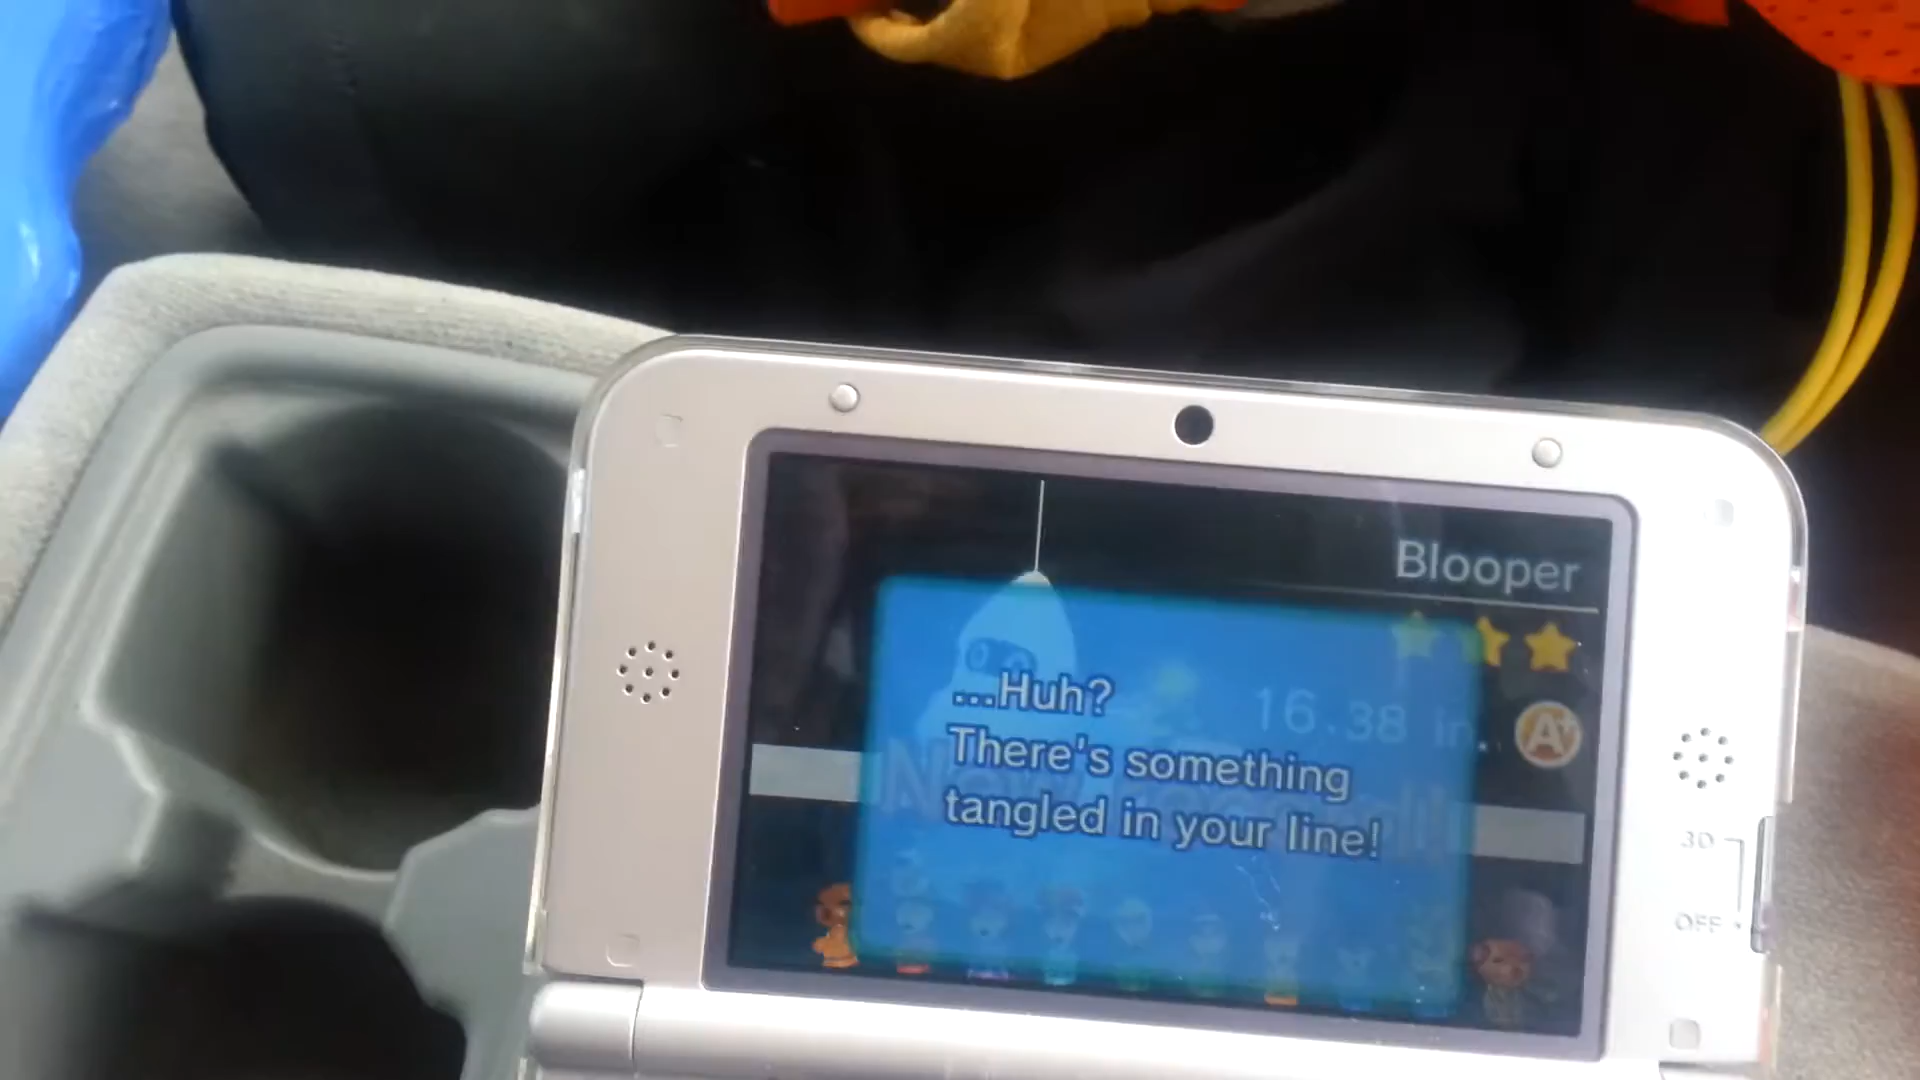 Blooper
...Huh?
16.38 in.
A+
There's something
tangled in your line!
3D
OFF